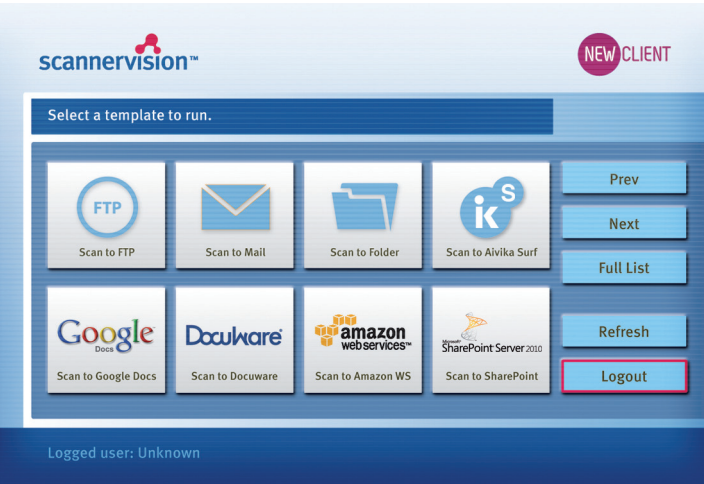 scannervision™
NEW CLIENT
Select a template to run.
FTP
Scan to FTP
Scan to Mail
Scan to Folder
ik S
Scan to Aivika Surf
Prev
Next
Full List
Google
Docs
Scan to Google Docs
DocuWare
Scan to Docuware
amazon
webservices™
Scan to Amazon WS
Microsoft
SharePoint Server 2010
Scan to SharePoint
Refresh
Logout
Logged user: Unknown